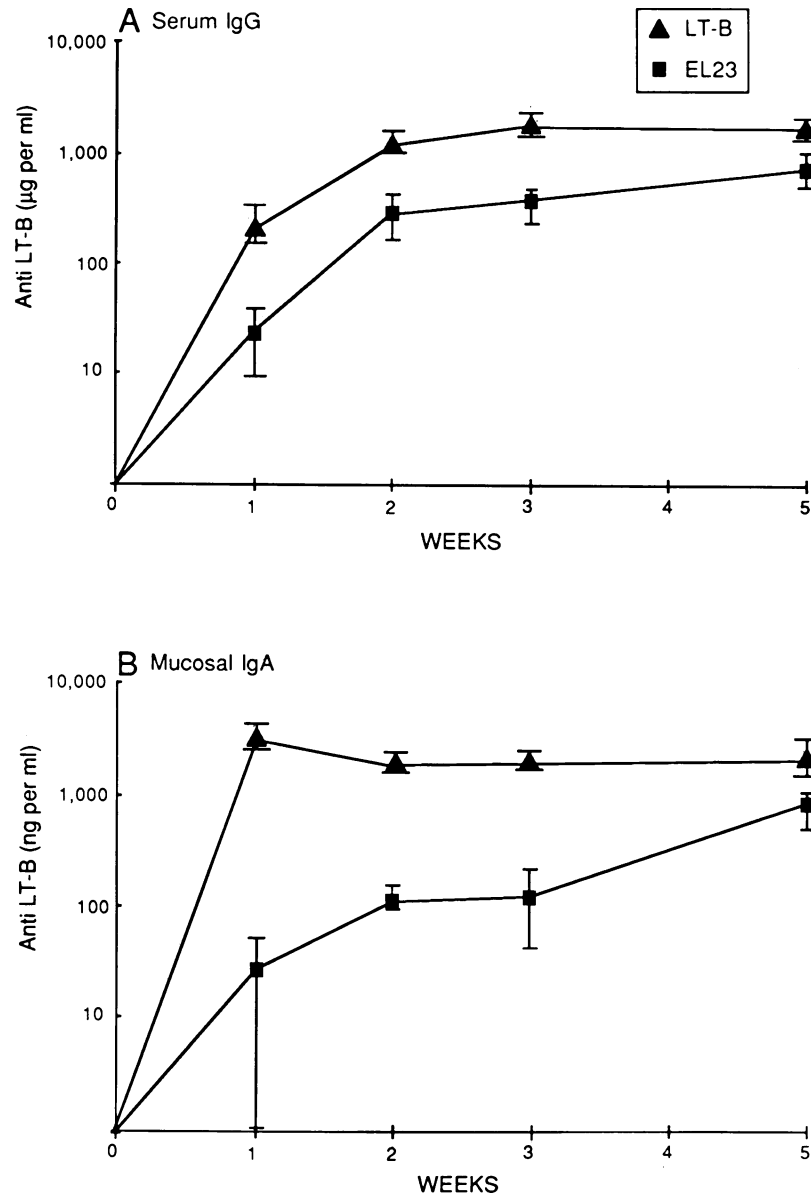 A Serum IgG
LT-B
EL23
10,000
1,000
100
10
Anti LT-B (µg per ml)
0 1 2 3 4 5
WEEKS
B Mucosal IgA
10,000
1,000
100
10
Anti LT-B (ng per ml)
0 1 2 3 4 5
WEEKS